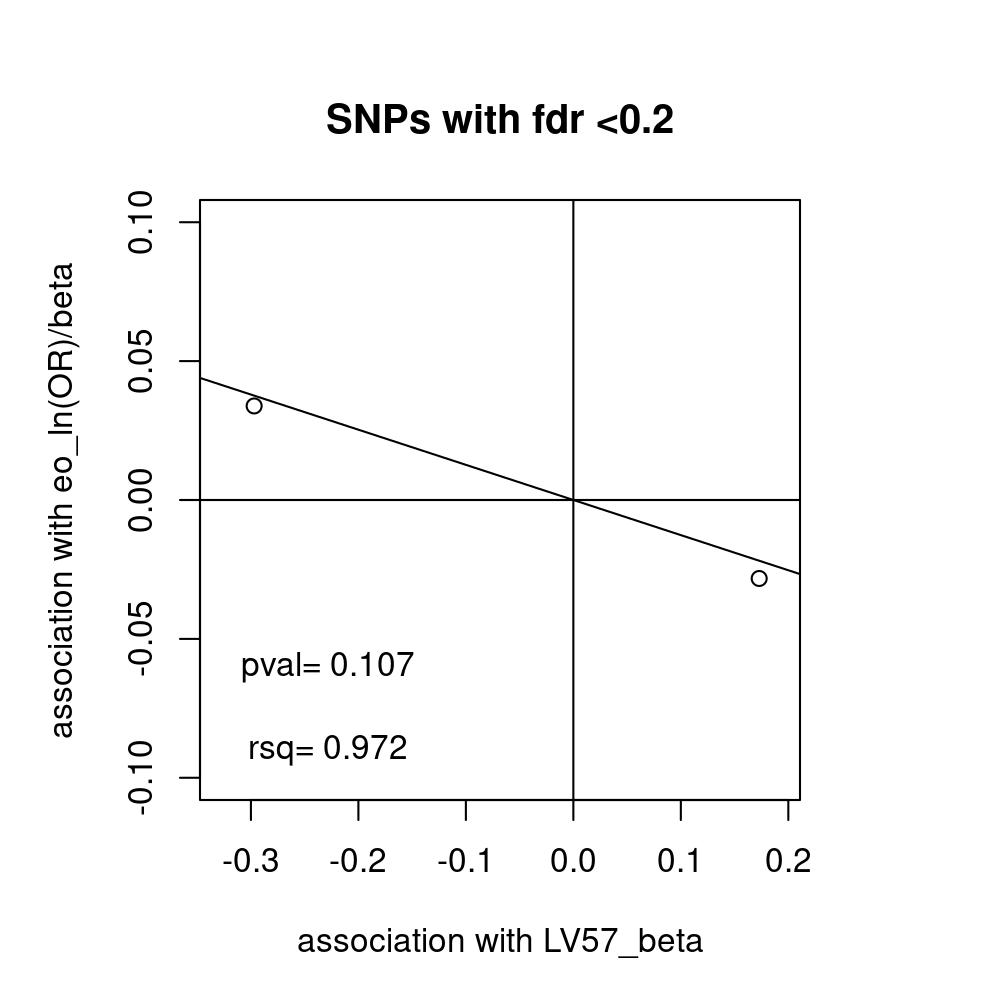 SNPs with fdr <0.2
association with eo_ln(OR)/beta
0.10
0.05
0.00
-0.05
-0.10
pval= 0.107
rsq= 0.972
-0.3 -0.2 -0.1 0.0 0.1 0.2
association with LV57_beta